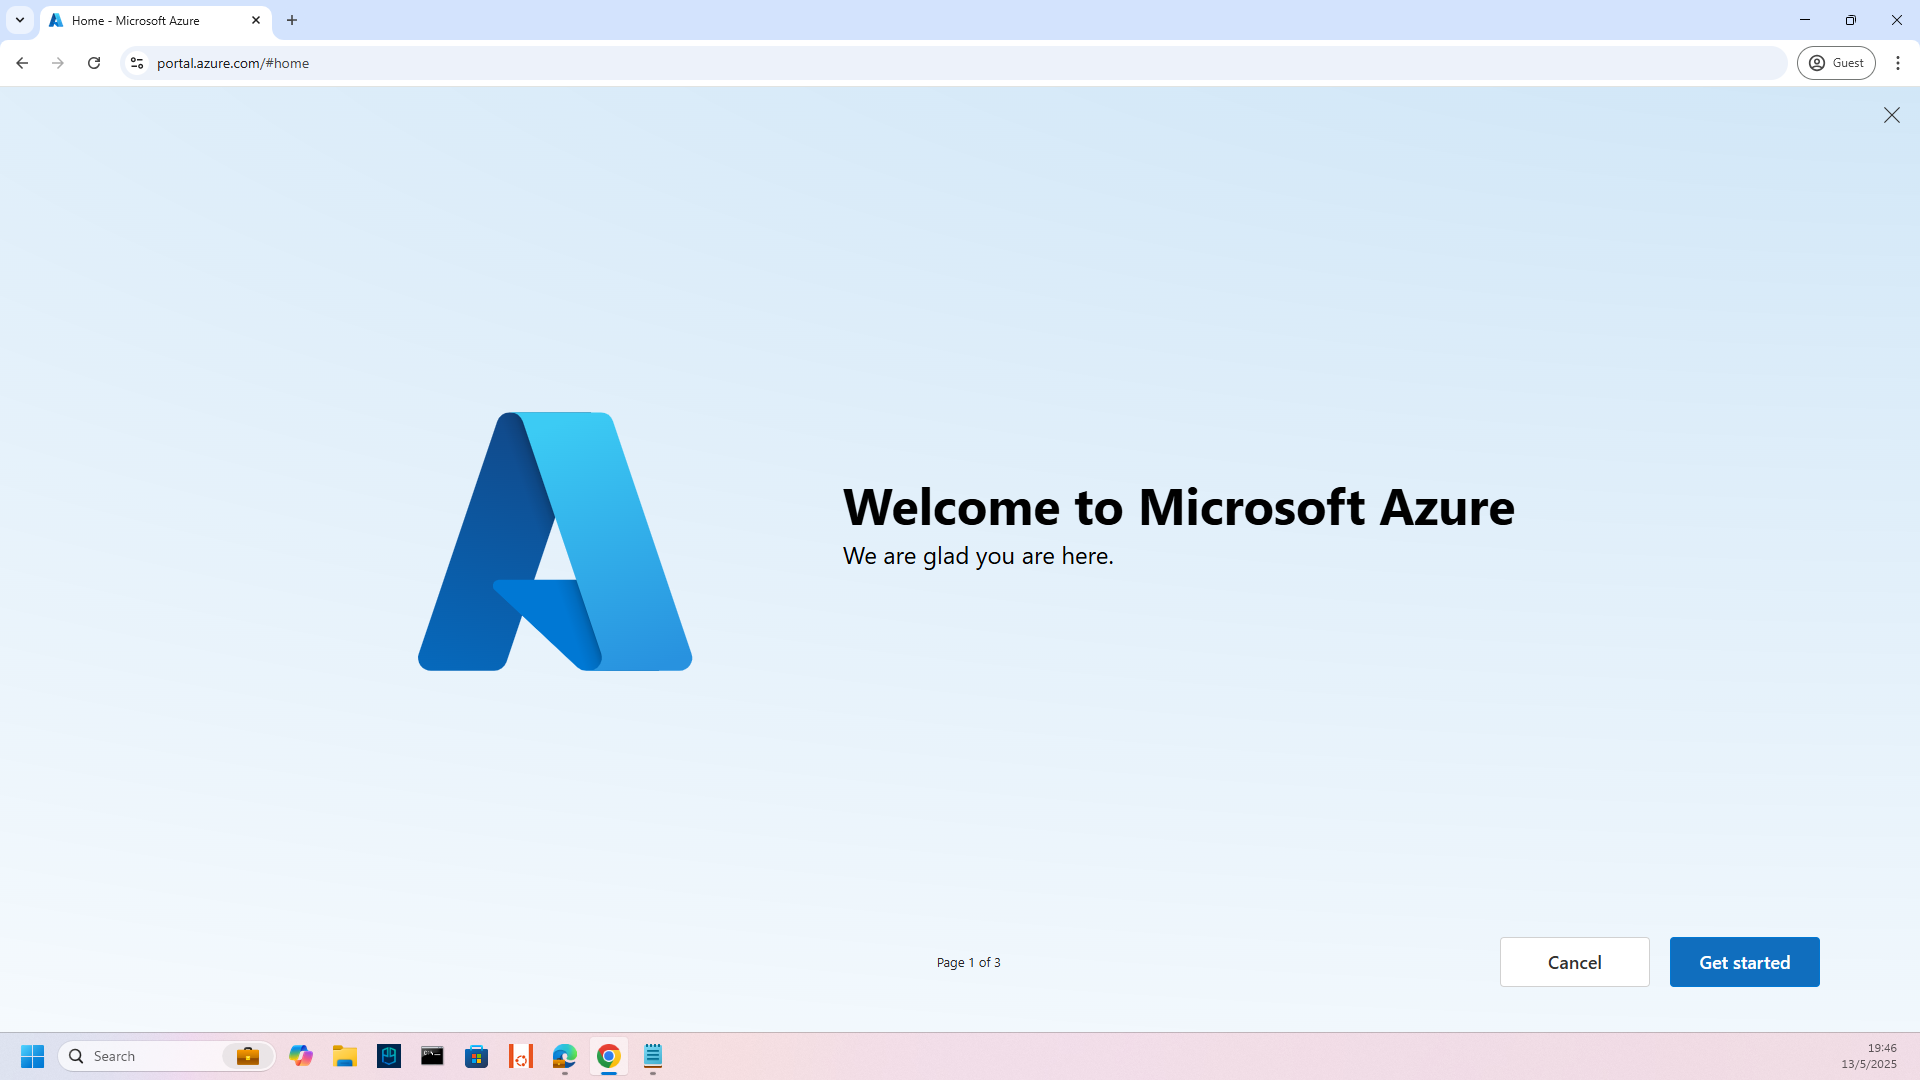 Home - Microsoft Azure
portal.azure.com/#home
Guest
Welcome to Microsoft Azure
We are glad you are here.
Page 1 of 3
Cancel
Get started
Search
19:46
13/5/2025